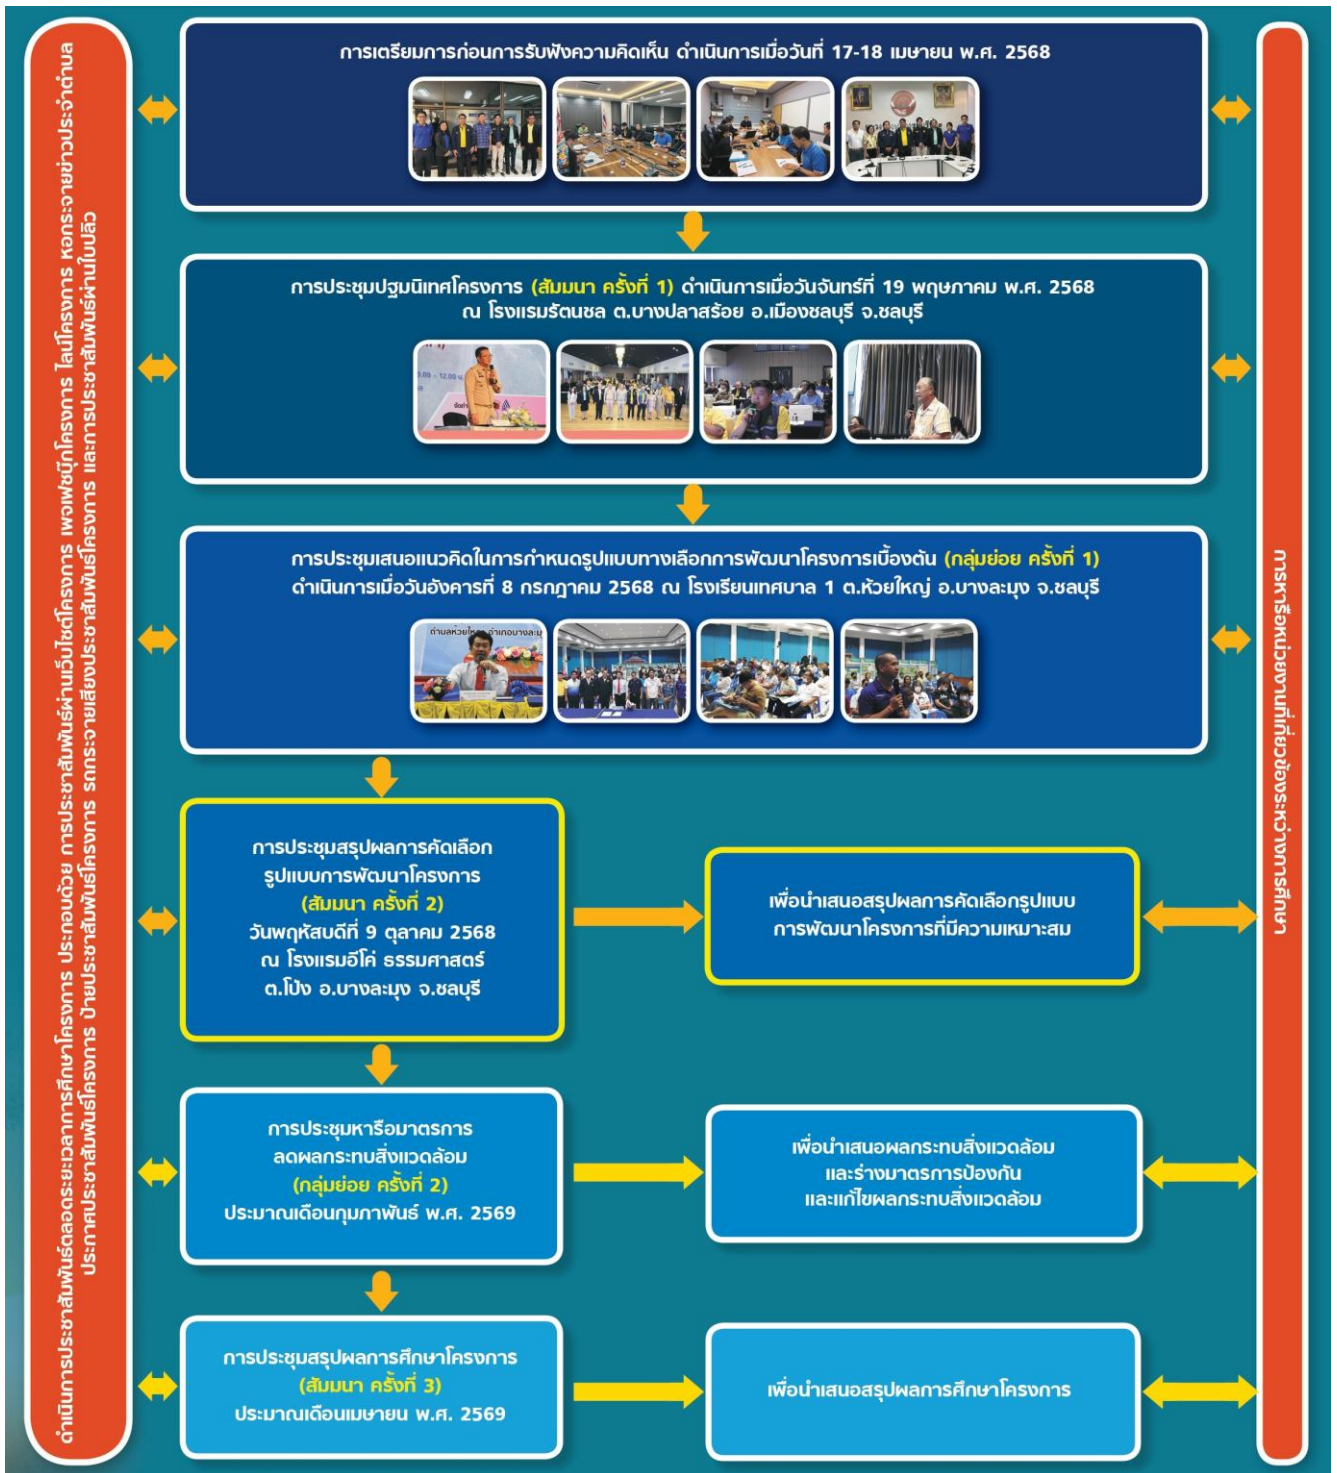 ดำเนินการประชาสัมพันธ์ตลอดระยะเวลาการศึกษาโครงการ ประกอบด้วย การประชาสัมพันธ์ผ่านเว็บไซต์โครงการ เพจเฟซบุ๊กโครงการ ไลน์โครงการ หอกระจายข่าวประจำตำบล
ประกาศประชาสัมพันธ์โครงการ ป้ายประชาสัมพันธ์โครงการ รถกระจายเสียงประชาสัมพันธ์โครงการ และการประชาสัมพันธ์ผ่านใบปลิว
การเตรียมการก่อนการรับฟังความคิดเห็น ดำเนินการเมื่อวันที่ 17-18 เมษายน พ.ศ. 2568
การประชุมปฐมนิเทศโครงการ (สัมมนา ครั้งที่ 1) ดำเนินการเมื่อวันจันทร์ที่ 19 พฤษภาคม พ.ศ. 2568
ณ โรงแรมรัตนชล ต.บางปลาสร้อย อ.เมืองชลบุรี จ.ชลบุรี
การประชุมเสนอแนวคิดในการกำหนดรูปแบบทางเลือกการพัฒนาโครงการเบื้องต้น (กลุ่มย่อย ครั้งที่ 1)
ดำเนินการเมื่อวันอังคารที่ 8 กรกฎาคม 2568 ณ โรงเรียนเทศบาล 1 ต.ห้วยใหญ่ อ.บางละมุง จ.ชลบุรี
การประชุมสรุปผลการคัดเลือก
รูปแบบการพัฒนาโครงการ
(สัมมนา ครั้งที่ 2)
วันพฤหัสบดีที่ 9 ตุลาคม 2568
ณ โรงแรมอีโค่ ธรรมศาสตร์
ต.โป่ง อ.บางละมุง จ.ชลบุรี
เพื่อนำเสนอสรุปผลการคัดเลือกรูปแบบ
การพัฒนาโครงการที่มีความเหมาะสม
การประชุมหารือมาตรการ
ลดผลกระทบสิ่งแวดล้อม
(กลุ่มย่อย ครั้งที่ 2)
ประมาณเดือนกุมภาพันธ์ พ.ศ. 2569
เพื่อนำเสนอผลกระทบสิ่งแวดล้อม
และร่างมาตรการป้องกัน
และแก้ไขผลกระทบสิ่งแวดล้อม
การประชุมสรุปผลการศึกษาโครงการ
(สัมมนา ครั้งที่ 3)
ประมาณเดือนเมษายน พ.ศ. 2569
เพื่อนำเสนอสรุปผลการศึกษาโครงการ
การหารือหน่วยงานที่เกี่ยวข้องระหว่างการศึกษา